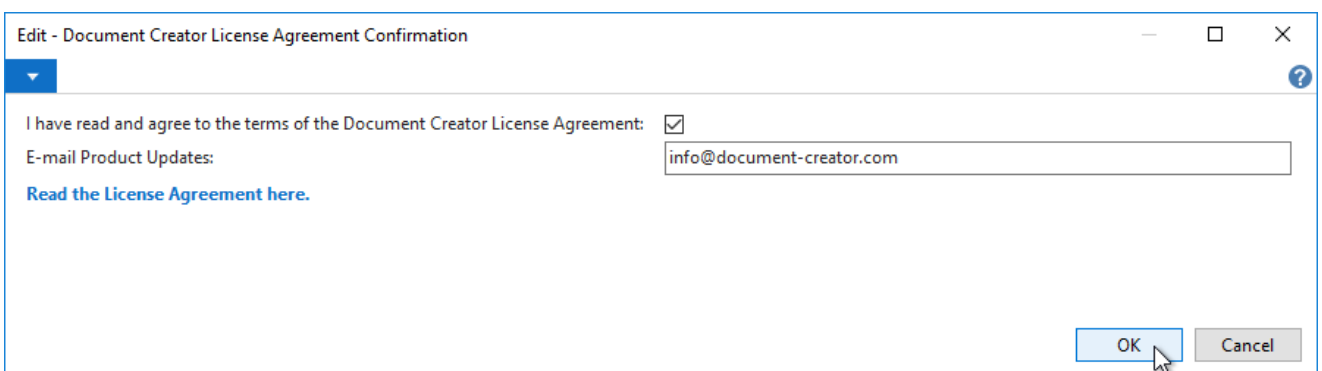 Edit - Document Creator License Agreement Confirmation
?
I have read and agree to the terms of the Document Creator License Agreement:
E-mail Product Updates: info@document-creator.com
Read the License Agreement here.
OK Cancel